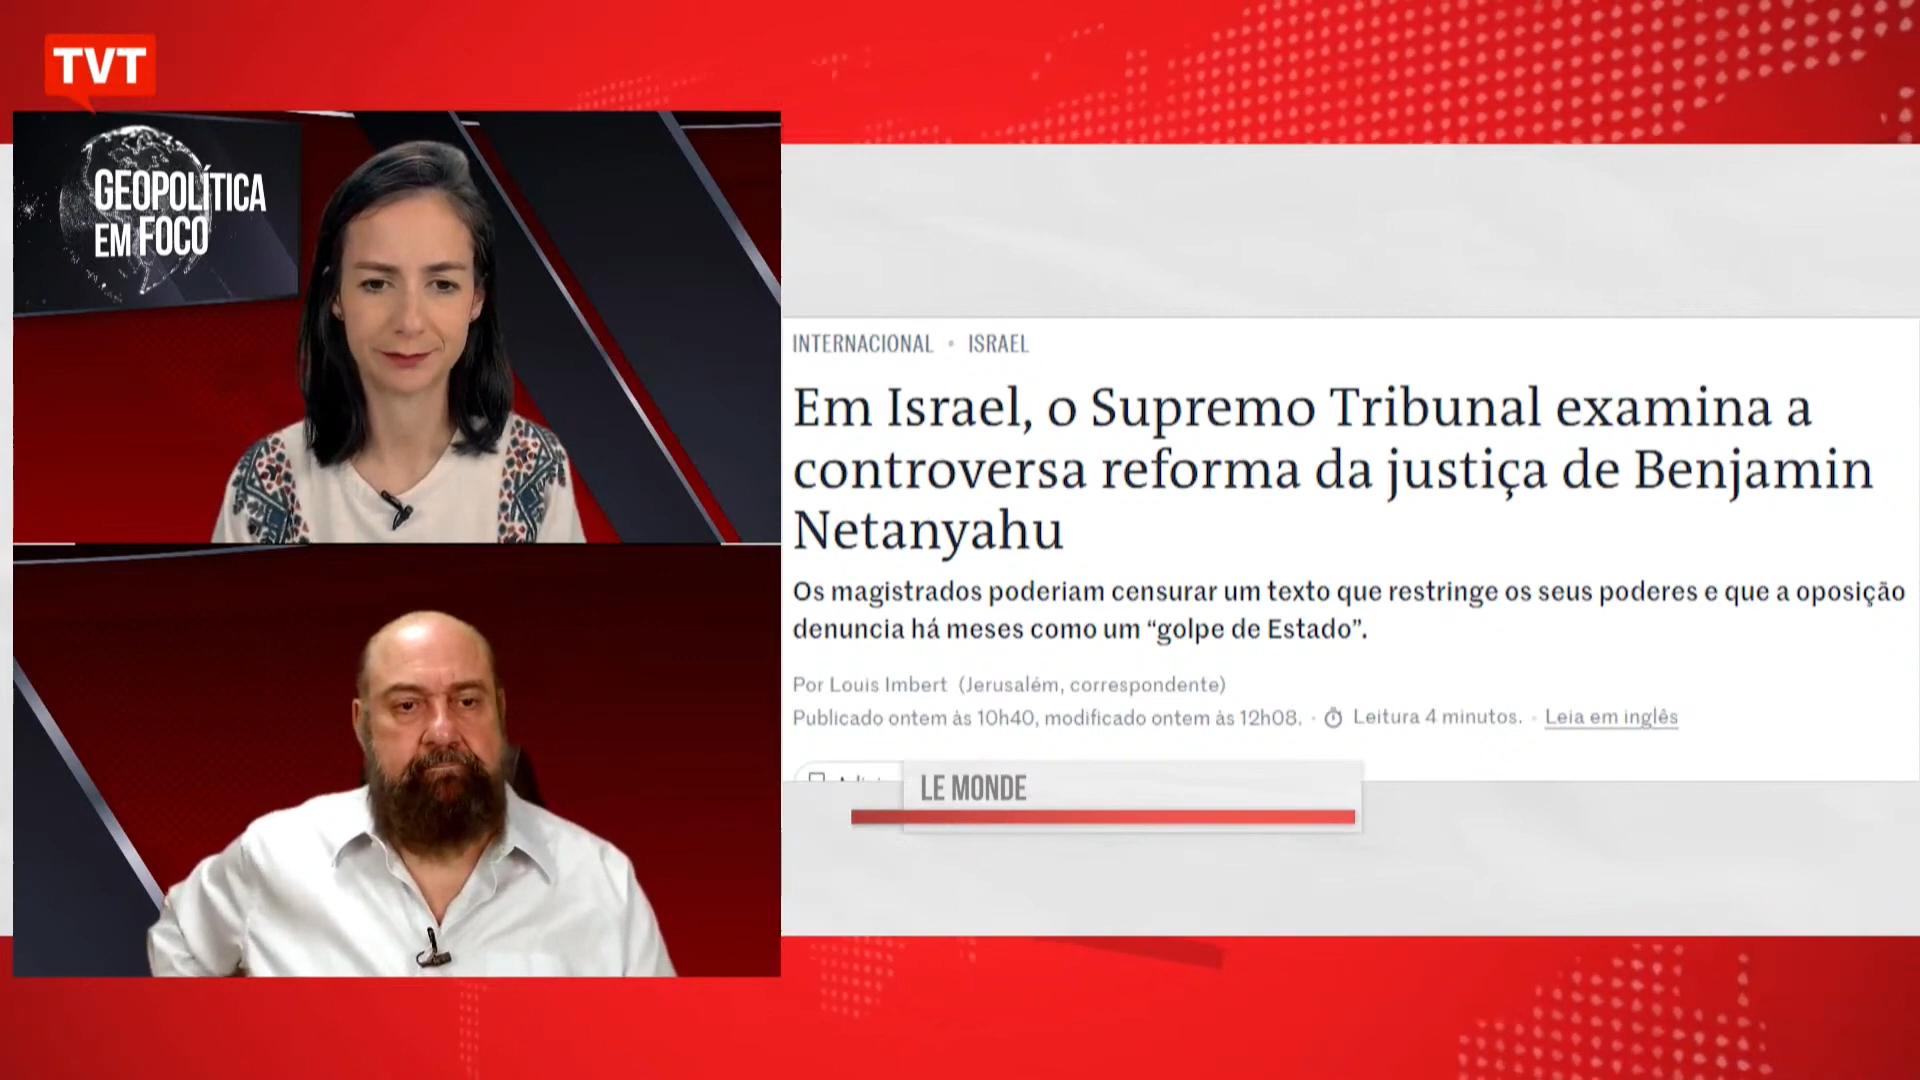 TVT
GEOPOLÍTICA
EM FOCO
INTERNACIONAL • ISRAEL
Em Israel, o Supremo Tribunal examina a
controversa reforma da justiça de Benjamin
Netanyahu
Os magistrados poderiam censurar um texto que restringe os seus poderes e que a oposição
denuncia há meses como um “golpe de Estado”.
Por Louis Imbert (Jerusalém, correspondente)
Publicado ontem às 10h40, modificado ontem às 12h08. · Leitura 4 minutos. · Leia em inglês
LE MONDE